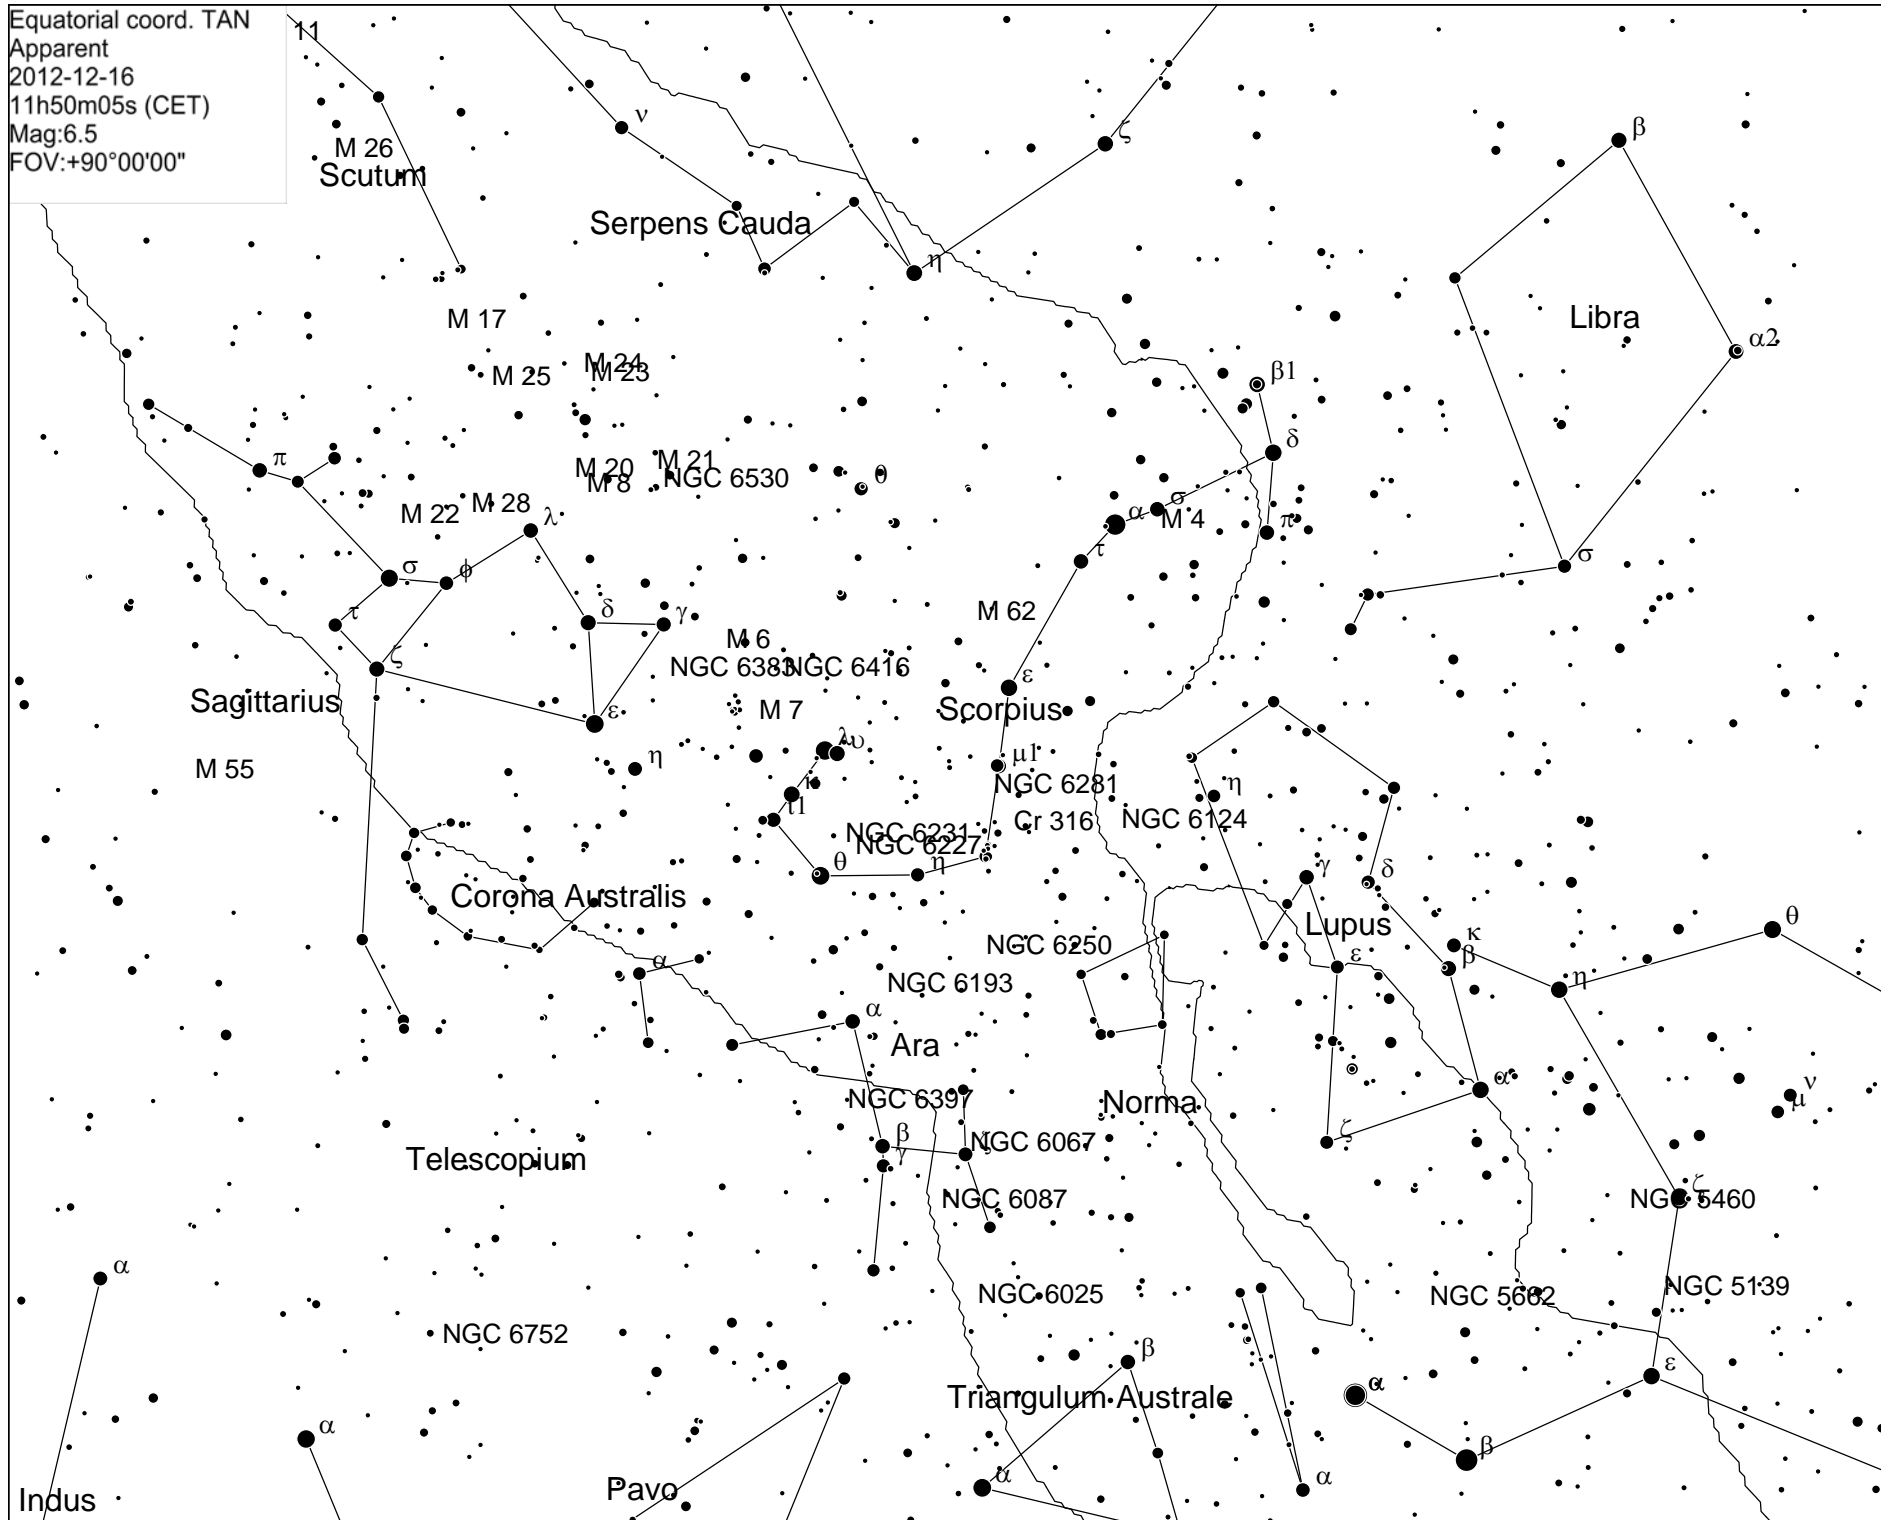 Equatorial coord. TAN
Apparent
2012-12-16
11h50m05s (CET)
Mag:6.5
FOV:+90°00'00"
11
M 26
Scutum
ν
ζ
β
Serpens Cauda
η
M 17
Libra
α2
M 24
M 23
M 25
β1
δ
π
M 21
M 20
NGC 6530
M 8
θ
M 22
M 28
λ
α
σ
M 4
π
τ
σ
σ
φ
τ
δ
γ
M 62
ζ
M 6
NGC 6383
NGC 6416
Sagittarius
ε
M 7
ε
Scorpius
λ
υ
η
μ1
M 55
κ
NGC 6281
η
ι1
Cr 316
NGC 6124
NGC 6231
NGC 6227
θ
η
γ
δ
Corona Australis
Lupus
θ
κ
NGC 6250
β
α
ε
η
NGC 6193
α
Ara
α
ν
μ
NGC 6397
Norma
β
ζ
NGC 6067
ζ
γ
Telescopium
ζ
NGC 6087
NGC 5460
α
NGC 6025
NGC 5662
NGC 5139
NGC 6752
β
ε
α
Triangulum Australe
α
β
α
α
Pavo
Indus